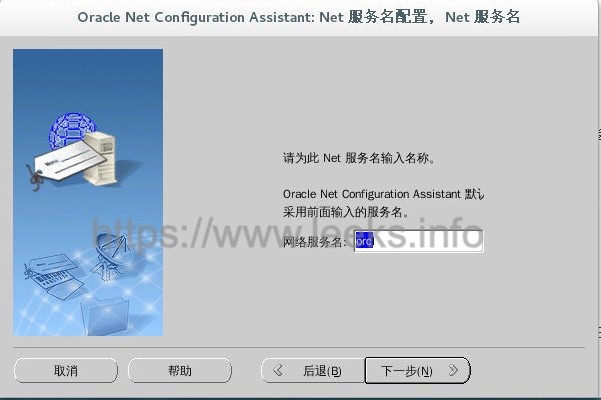 Oracle Net Configuration Assistant: Net 服务名配置，Net 服务名
请为此 Net 服务名输入名称。
Oracle Net Configuration Assistant 默认
采用前面输入的服务名。
https://www.leeks.info
网络服务名:
取消
帮助
后退(B)
下一步(N)